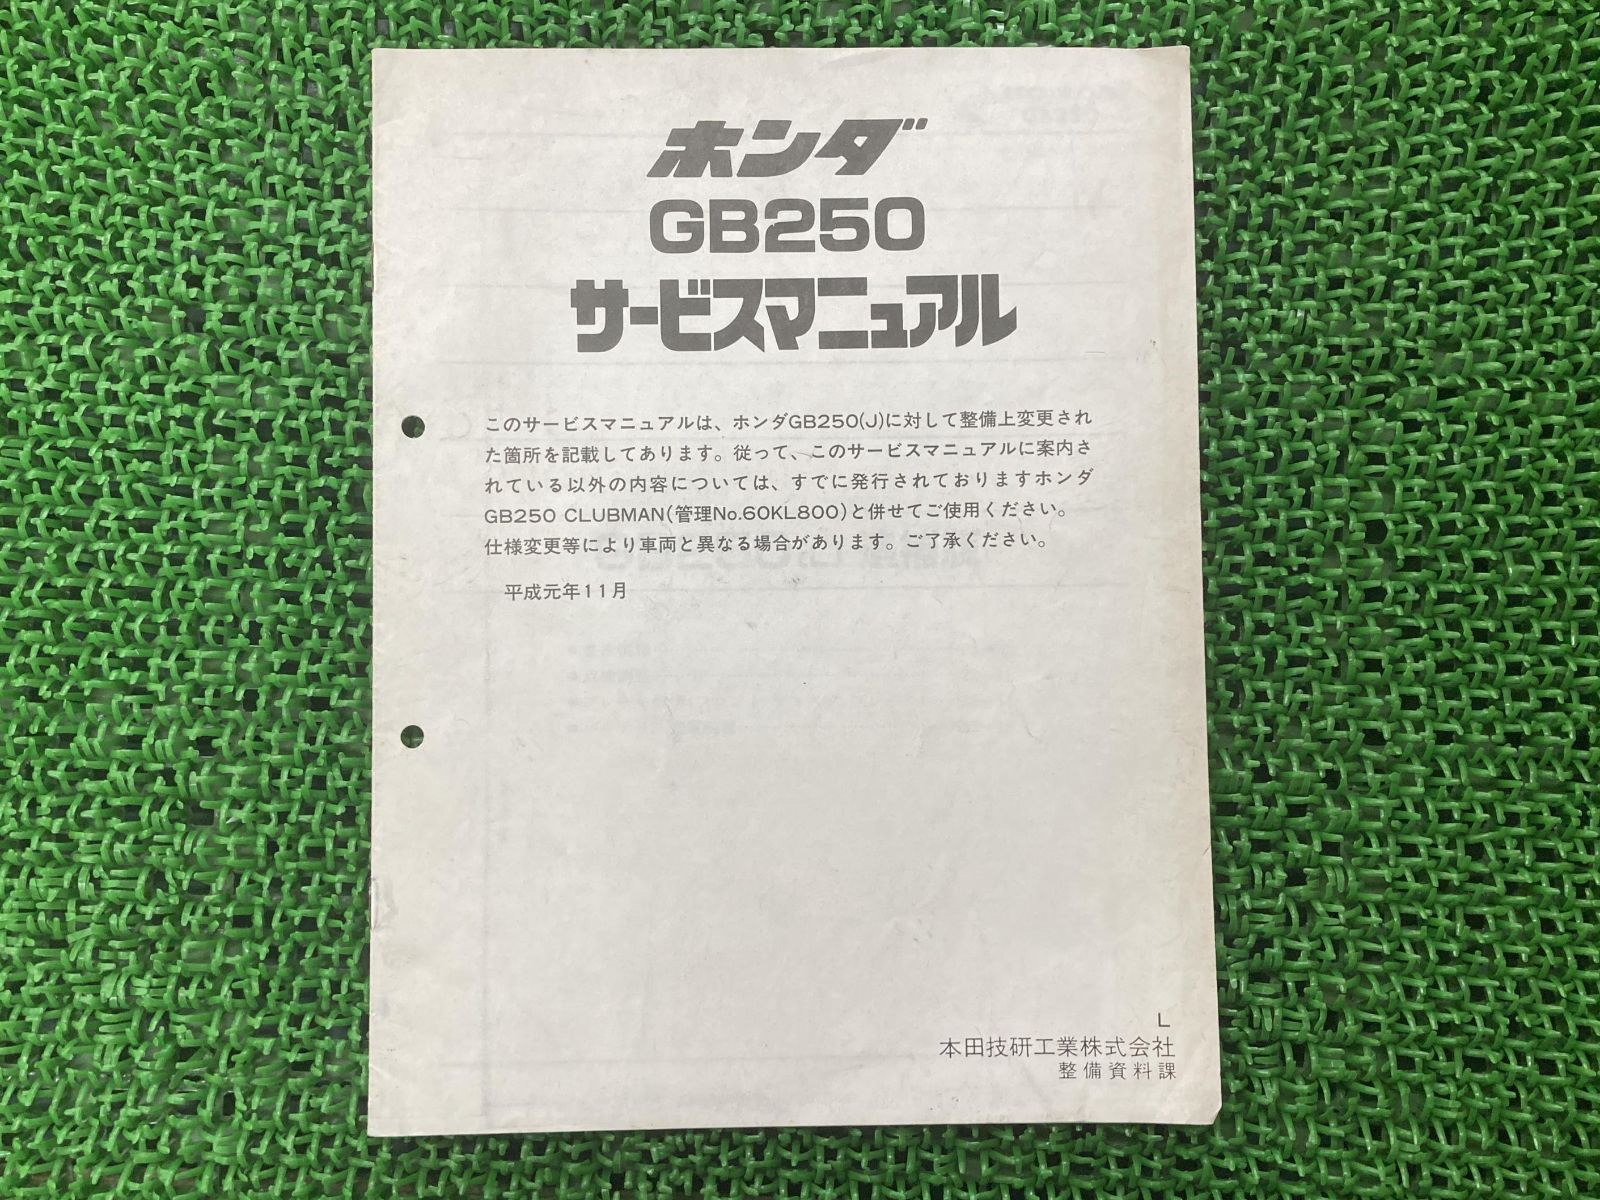 ホンダ
GB250
サービスマニュアル
このサービスマニュアルは、ホンダGB250(J)に対して整備上変更され
た箇所を記載してあります。従って、このサービスマニュアルに案内さ
れている以外の内容については、すでに発行されておりますホンダ
GB250 CLUBMAN(管理No.60KL800)と併せてご使用ください。
仕様変更等により車両と異なる場合があります。ご了承ください。
平成元年11月
L
本田技研工業株式会社
整備資料課